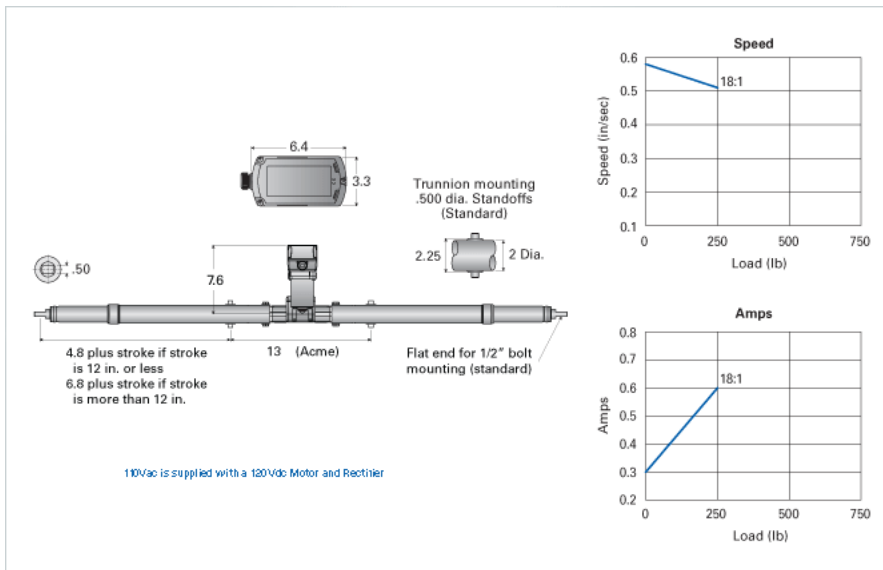 6.4
3.3
Trunnion mounting
.500 dia. Standoffs
(Standard)
2.25
2 Dia.
.50
7.6
4.8 plus stroke if stroke
is 12 in. or less
6.8 plus stroke if stroke
is more than 12 in.
13 (Acme)
Flat end for 1/2" bolt
mounting (standard)
110Vac is supplied with a 120Vdc Motor and Rectifier
Speed
Speed (in/sec)
0.6
0.5
0.4
0.3
0.2
0.1
18:1
0 250 500 750
Load (lb)
Amps
Amps
0.8
0.7
0.6
0.5
0.4
0.3
0.2
18:1
0 250 500 750
Load (lb)